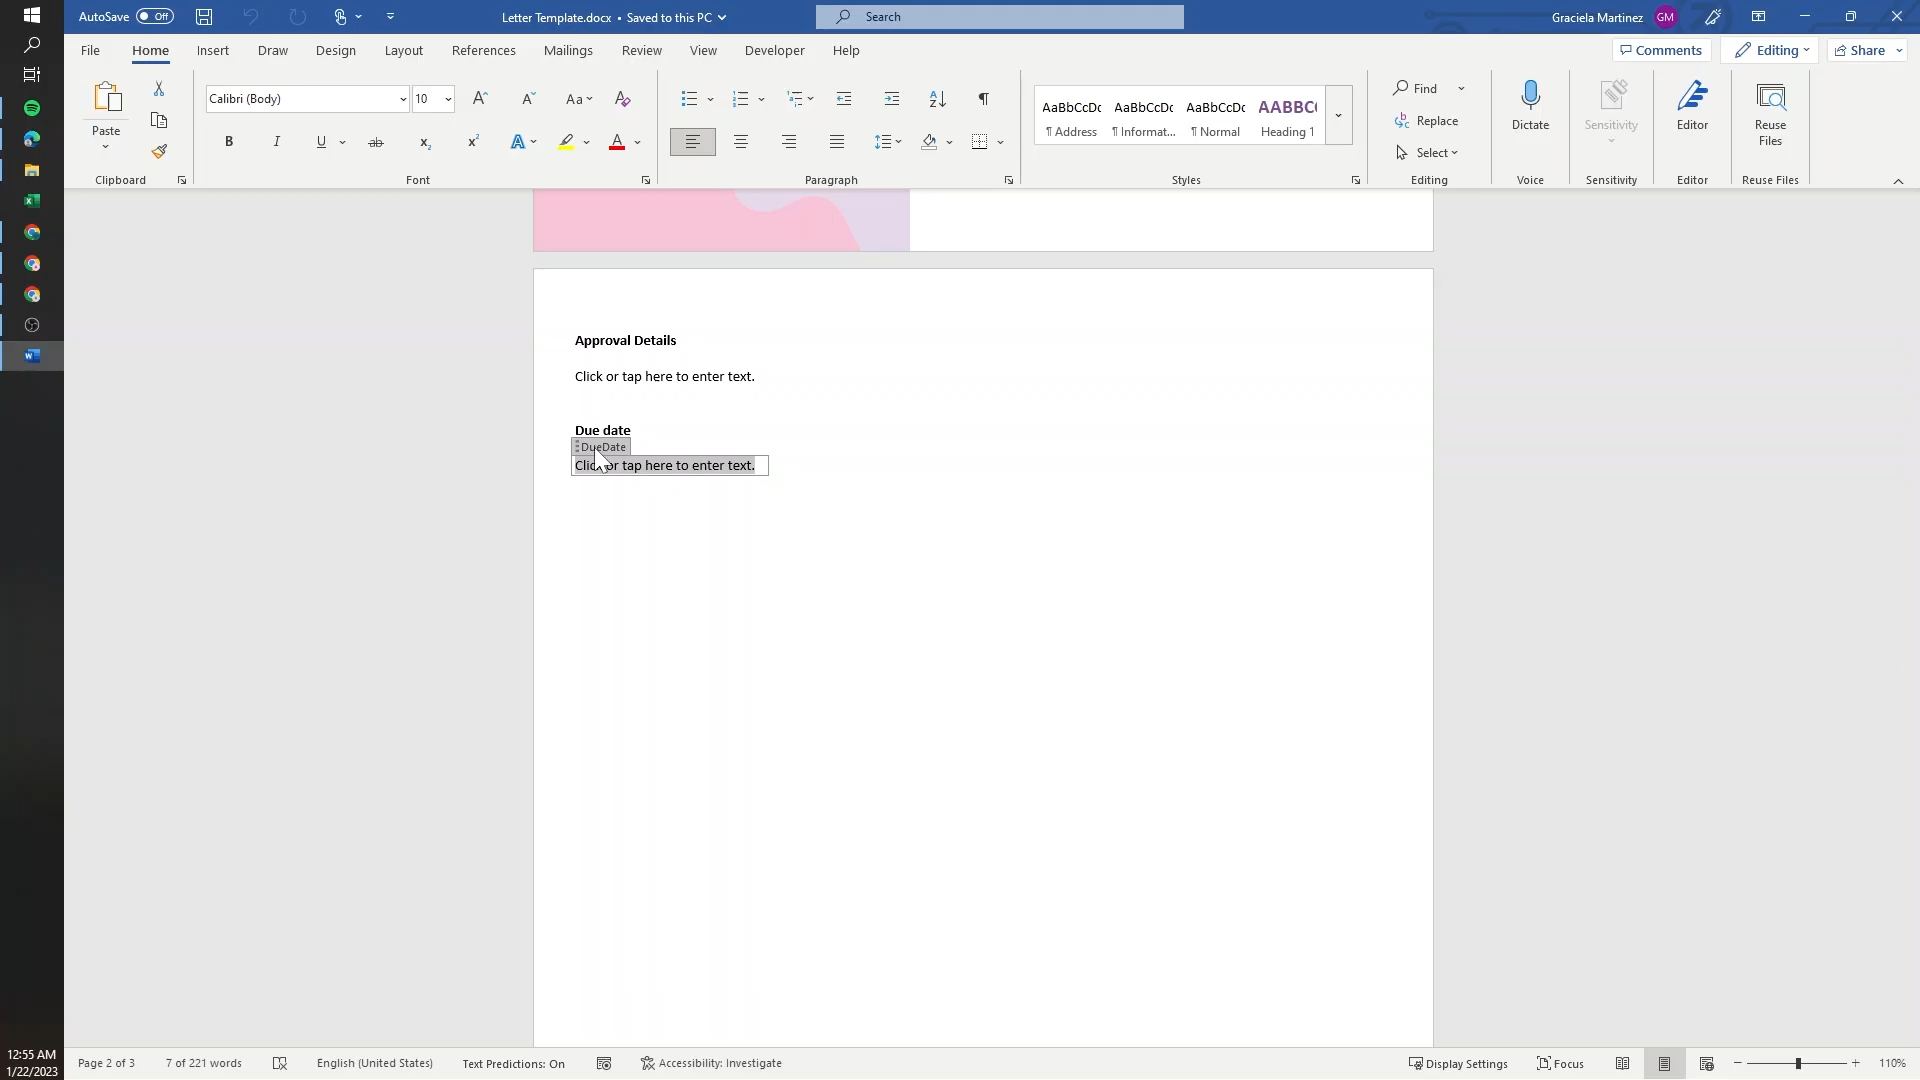 AutoSave Off Letter Template.docx • Saved to this PC Search Graciela Martinez GM
File Home Insert Draw Design Layout References Mailings Review View Developer Help Comments Editing Share
Paste
Clipboard
Calibri (Body) 10 Aa
B I U ab x₂ x² A A
Font
Paragraph
AaBbCcDc AaBbCcDc AaBbCcDc AABBC
¶ Address ¶ Informat... ¶ Normal Heading 1
Styles
Find
Replace
Select
Editing
Dictate
Voice
Sensitivity
Sensitivity
Editor
Editor
Reuse
Files
Reuse Files
Approval Details
Click or tap here to enter text.
Due date
DueDate
Click or tap here to enter text.
12:55 AM
1/22/2023
Page 2 of 3 7 of 221 words English (United States) Text Predictions: On Accessibility: Investigate Display Settings Focus 110%